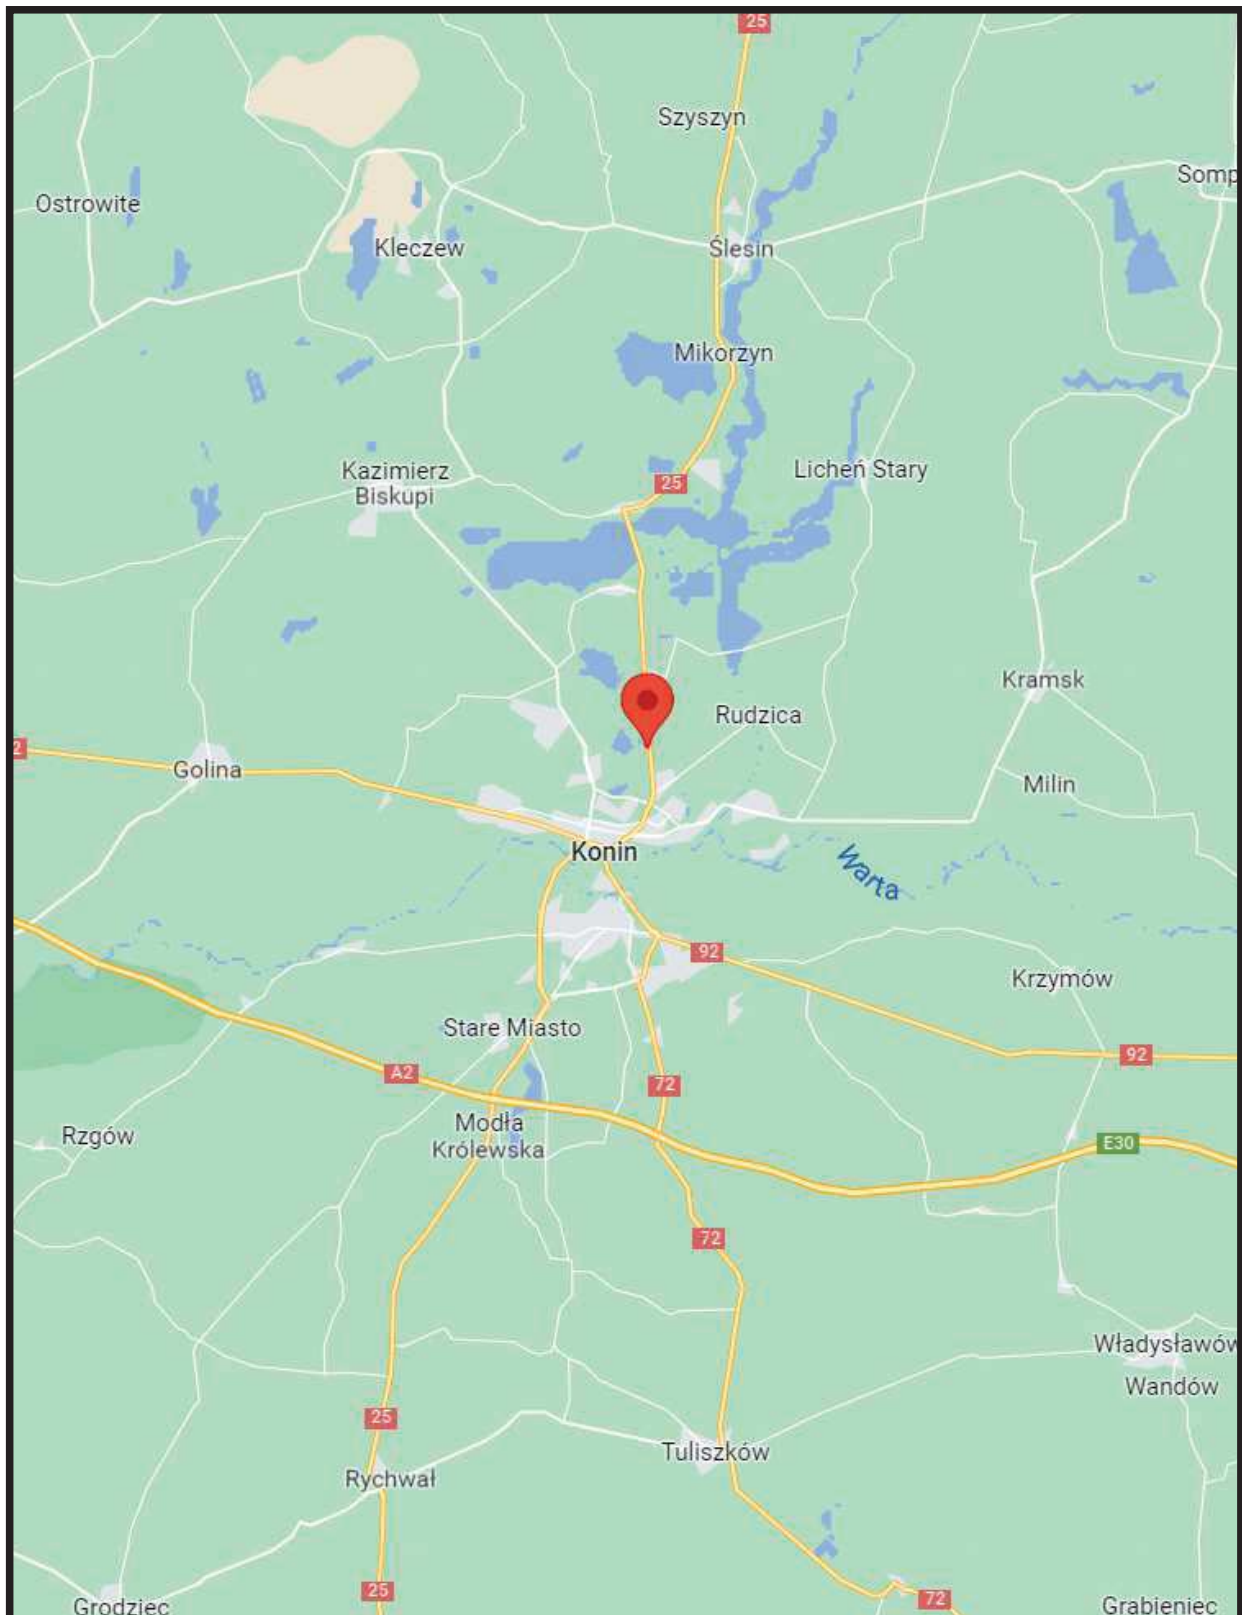 25
Szyszyn
Somp
Ostrowite
Kleczew
Ślesin
Mikorzyn
Kazimierz
Biskupi
Licheń Stary
25
Kramsk
Rudzica
2
Golina
Milin
Konin
Warta
92
Krzymów
Stare Miasto
92
A2
72
Modła
Królewska
Rzgów
E30
72
Władysławów
Wandów
25
Tuliszków
Rychwał
25
72
Grodziec
Grabieniec